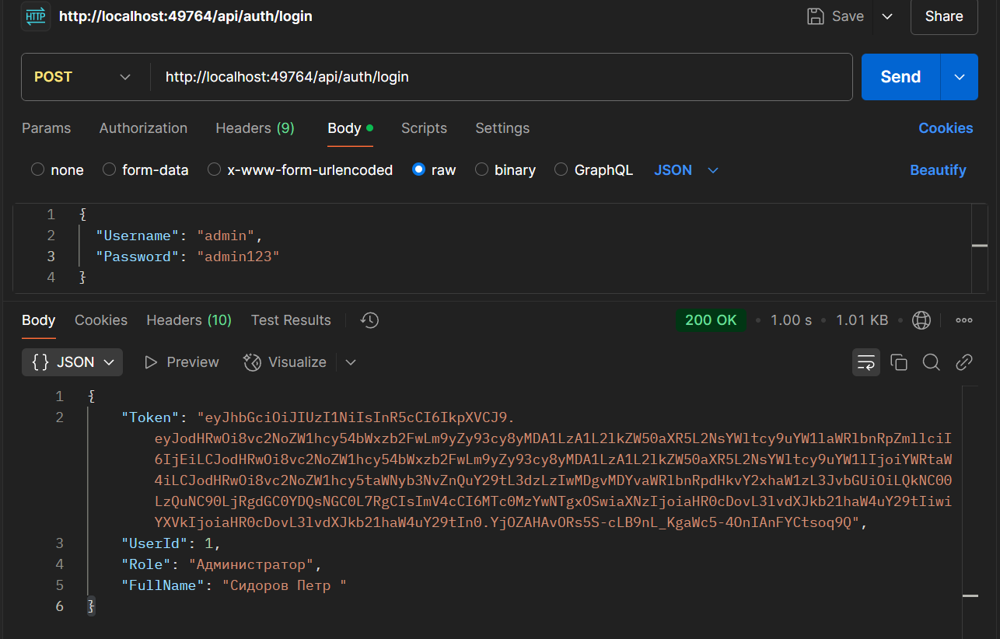 HTTP http://localhost:49764/api/auth/login Save Share
POST http://localhost:49764/api/auth/login Send
Params Authorization Headers (9) Body Scripts Settings Cookies
none form-data x-www-form-urlencoded raw binary GraphQL JSON Beautify
1 {
2 "Username": "admin",
3 "Password": "admin123"
4 }
Body Cookies Headers (10) Test Results 200 OK • 1.00 s • 1.01 KB •
{} JSON Preview Visualize
1 {
2 "Token": "eyJhbGciOiJIUzI1NiIsInR5cCI6IkpXVCJ9.
eyJodHRwOi8vc2NoZW1hcy54bWxzb2FwLm9yZy93cy8yMDA1LzA1L2lkZW50aXR5L2NsYWltcy9uYW1laWRlbnRpZmllciI
6IjEiLCJodHRwOi8vc2NoZW1hcy54bWxzb2FwLm9yZy93cy8yMDA1LzA1L2lkZW50aXR5L2NsYWltcy9uYW1lIjoiYWRtaW
4iLCJodHRwOi8vc2NoZW1hcy5taWNyb3NvZnQuY29tL3dzLzIwMDgvMDYvaWRlbnRpdHkvY2xhaW1zL3JvbGUiOiLQkNC00
LzQuNC90LjRgdGC0YDQsNGC0L7RgCIsImV4cCI6MTc0MzYwNTgxOSwiaXNzIjoiaHR0cDovL3lvdXJkb21haW4uY29tIiwi
YXVkIjoiaHR0cDovL3lvdXJkb21haW4uY29tIn0.YjOZAHAvORs5S-cLB9nL_KgaWc5-4OnIAnFYCtsoq9Q",
3 "UserId": 1,
4 "Role": "Администратор",
5 "FullName": "Сидоров Петр "
6 }